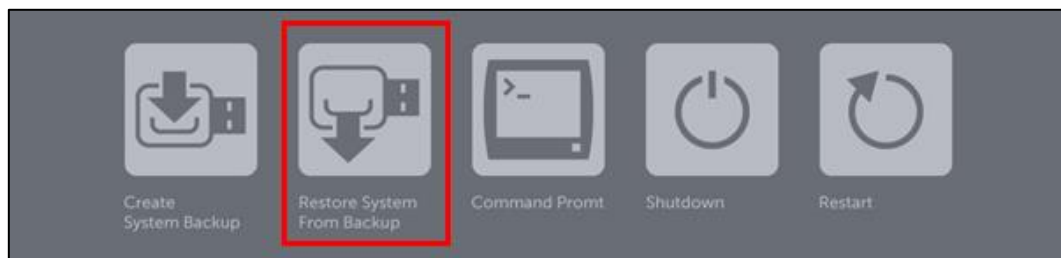 Create
System Backup
Restore System
From Backup
>_
Command Promt
Shutdown
Restart